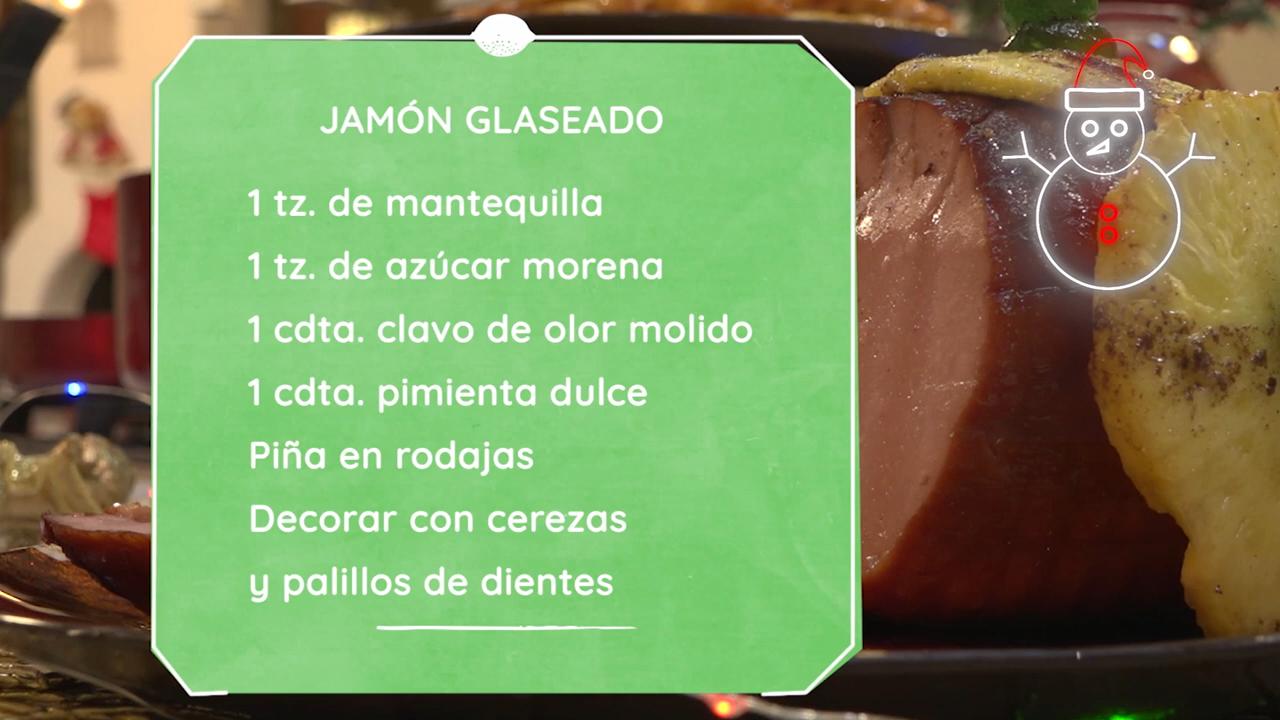 JAMÓN GLASEADO
1 tz. de mantequilla
1 tz. de azúcar morena
1 cdta. clavo de olor molido
1 cdta. pimienta dulce
Piña en rodajas
Decorar con cerezas
y palillos de dientes